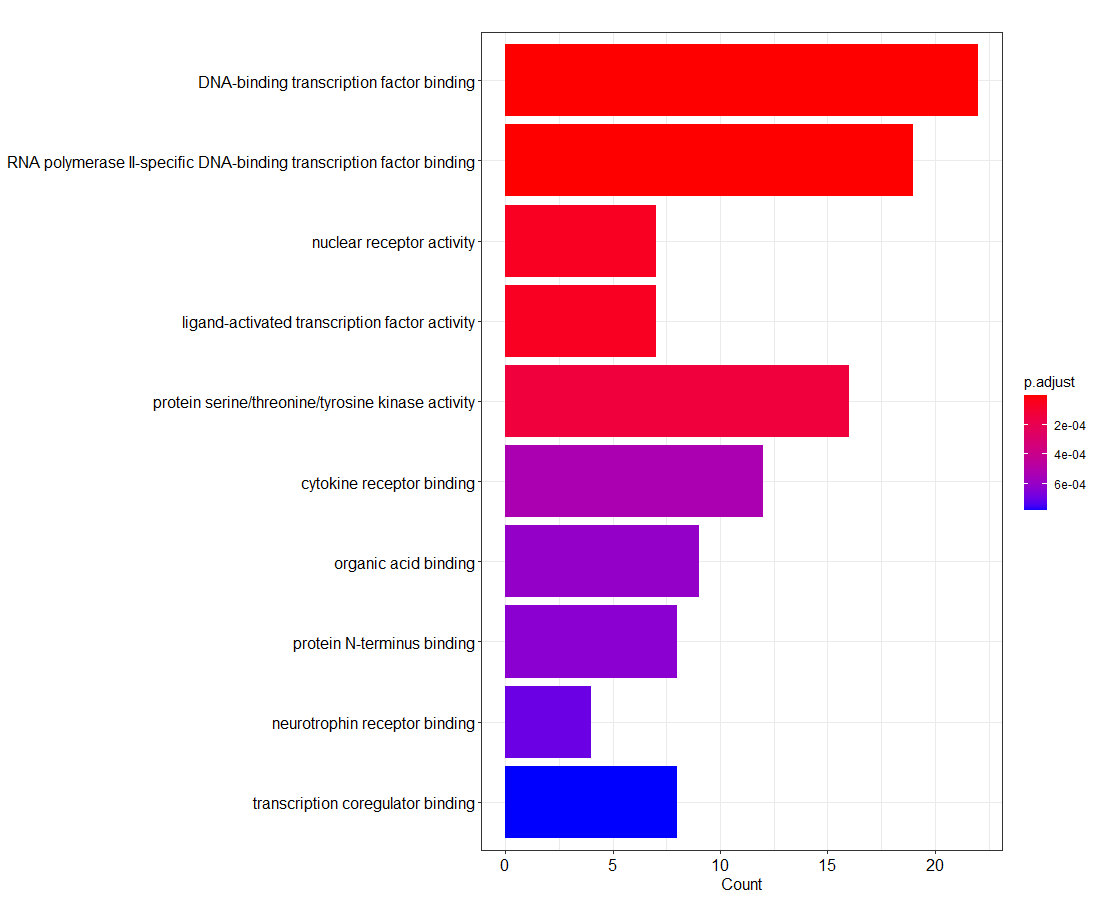 DNA-binding transcription factor binding
RNA polymerase II-specific DNA-binding transcription factor binding
nuclear receptor activity
ligand-activated transcription factor activity
protein serine/threonine/tyrosine kinase activity
cytokine receptor binding
organic acid binding
protein N-terminus binding
neurotrophin receptor binding
transcription coregulator binding
0 5 10 15 20
Count
p.adjust
2e-04
4e-04
6e-04